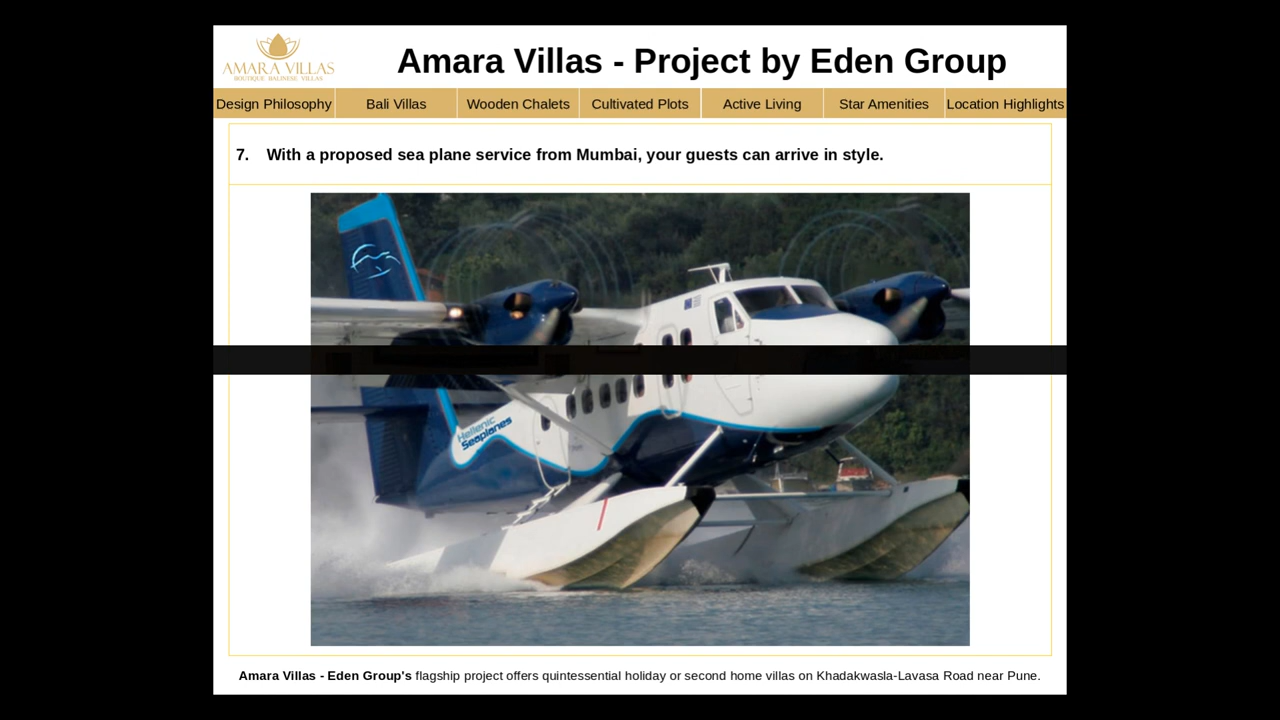 AMARA VILLAS
BOUTIQUE BALINESE VILLAS
Amara Villas - Project by Eden Group
Design Philosophy Bali Villas Wooden Chalets Cultivated Plots Active Living Star Amenities Location Highlights
7. With a proposed sea plane service from Mumbai, your guests can arrive in style.
Hellenic
Seaplanes
Amara Villas - Eden Group's flagship project offers quintessential holiday or second home villas on Khadakwasla-Lavasa Road near Pune.